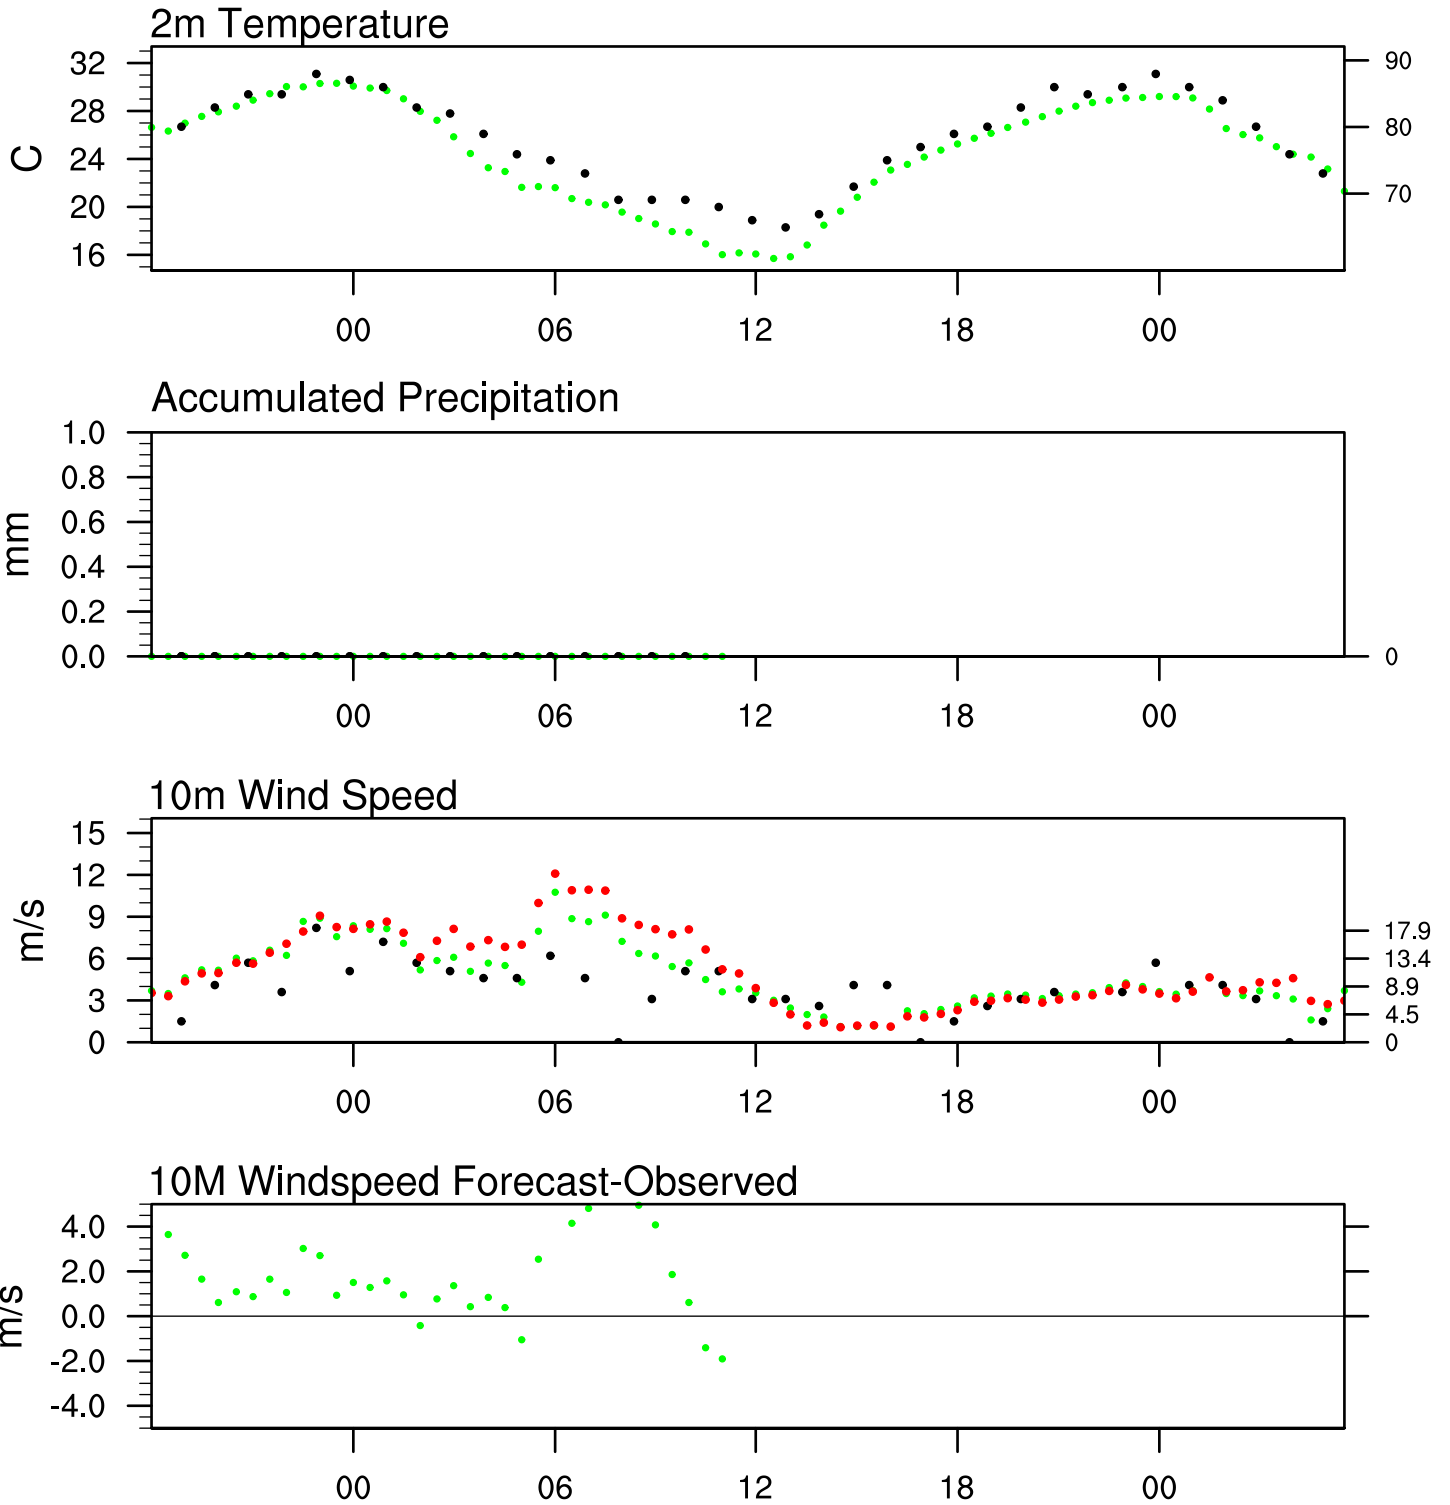 2m Temperature
32
28
24
20
16
C
90
80
70
00 06 12 18 00
Accumulated Precipitation
1.0
0.8
0.6
0.4
0.2
0.0
mm
0
00 06 12 18 00
10m Wind Speed
15
12
9
6
3
0
m/s
17.9
13.4
8.9
4.5
0
00 06 12 18 00
10M Windspeed Forecast-Observed
4.0
2.0
0.0
-2.0
-4.0
m/s
00 06 12 18 00